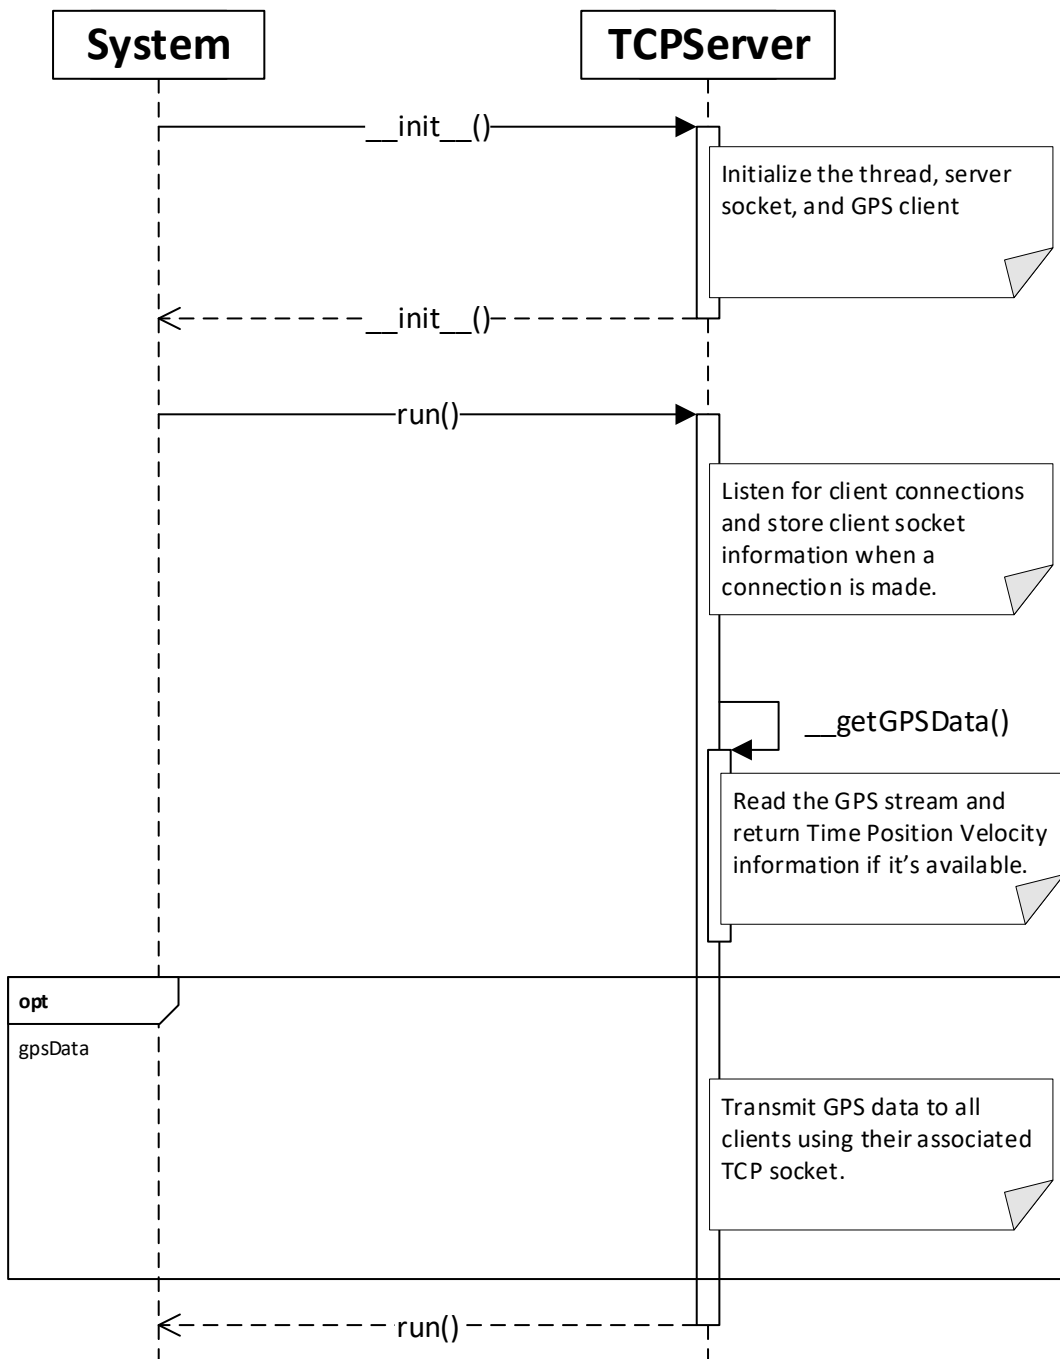 System
TCPServer
__init__()
Initialize the thread, server
socket, and GPS client
__init__()
run()
Listen for client connections
and store client socket
information when a
connection is made.
__getGPSData()
Read the GPS stream and
return Time Position Velocity
information if it’s available.
opt
gpsData
Transmit GPS data to all
clients using their associated
TCP socket.
run()